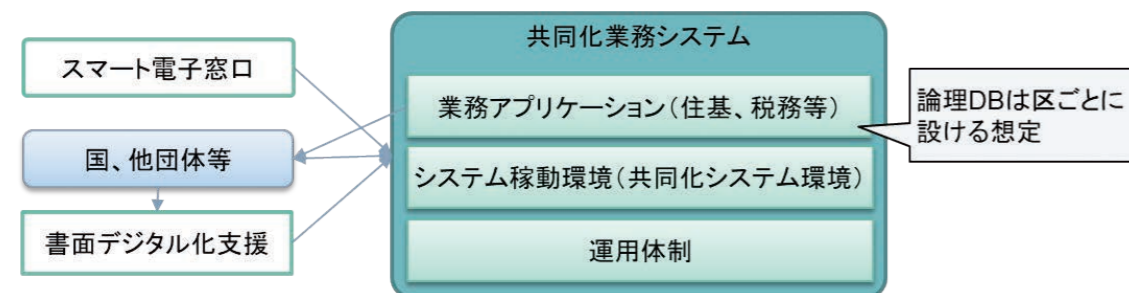 共同化業務システム
スマート電子窓口
業務アプリケーション（住基、税務等）
論理DBは区ごとに
設ける想定
国、他団体等
システム稼動環境（共同化システム環境）
書面デジタル化支援
運用体制